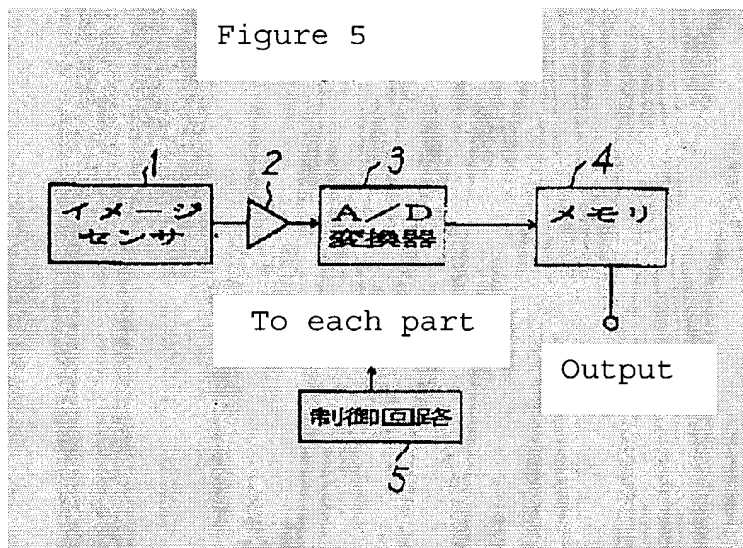 Figure 5
1
2
3
4
イメージ
センサ
A/D
変換器
メモリ
To each part
Output
制御回路
5